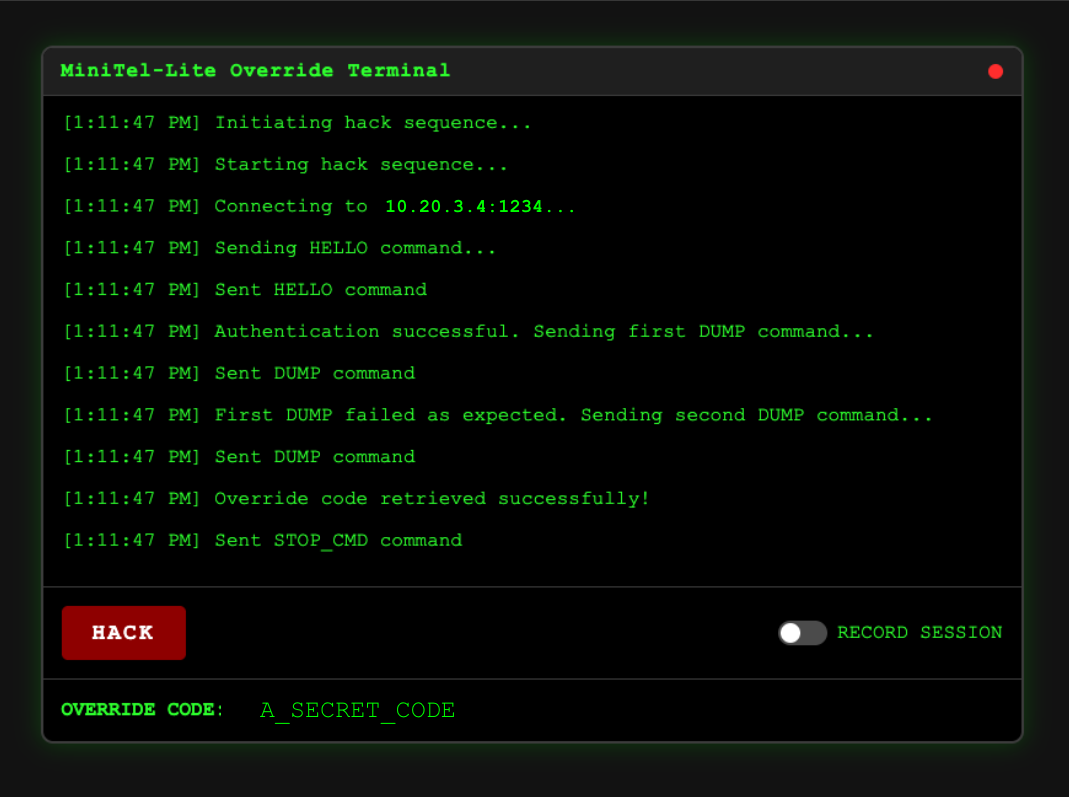 MiniTel-Lite Override Terminal
[1:11:47 PM] Initiating hack sequence...
[1:11:47 PM] Starting hack sequence...
[1:11:47 PM] Connecting to 10.20.3.4:1234...
[1:11:47 PM] Sending HELLO command...
[1:11:47 PM] Sent HELLO command
[1:11:47 PM] Authentication successful. Sending first DUMP command...
[1:11:47 PM] Sent DUMP command
[1:11:47 PM] First DUMP failed as expected. Sending second DUMP command...
[1:11:47 PM] Sent DUMP command
[1:11:47 PM] Override code retrieved successfully!
[1:11:47 PM] Sent STOP_CMD command
HACK
RECORD SESSION
OVERRIDE CODE: A_SECRET_CODE